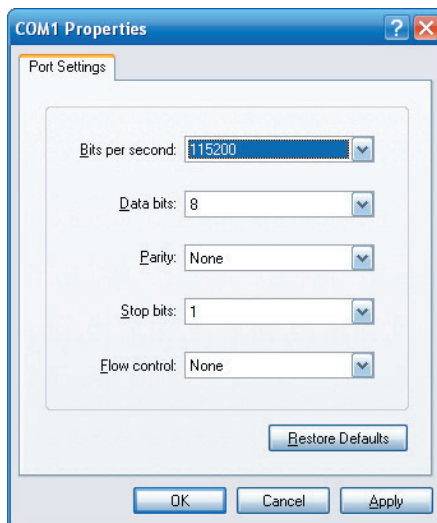 COM1 Properties
Port Settings
Bits per second: 115200
Data bits: 8
Parity: None
Stop bits: 1
Flow control: None
Restore Defaults
OK Cancel Apply